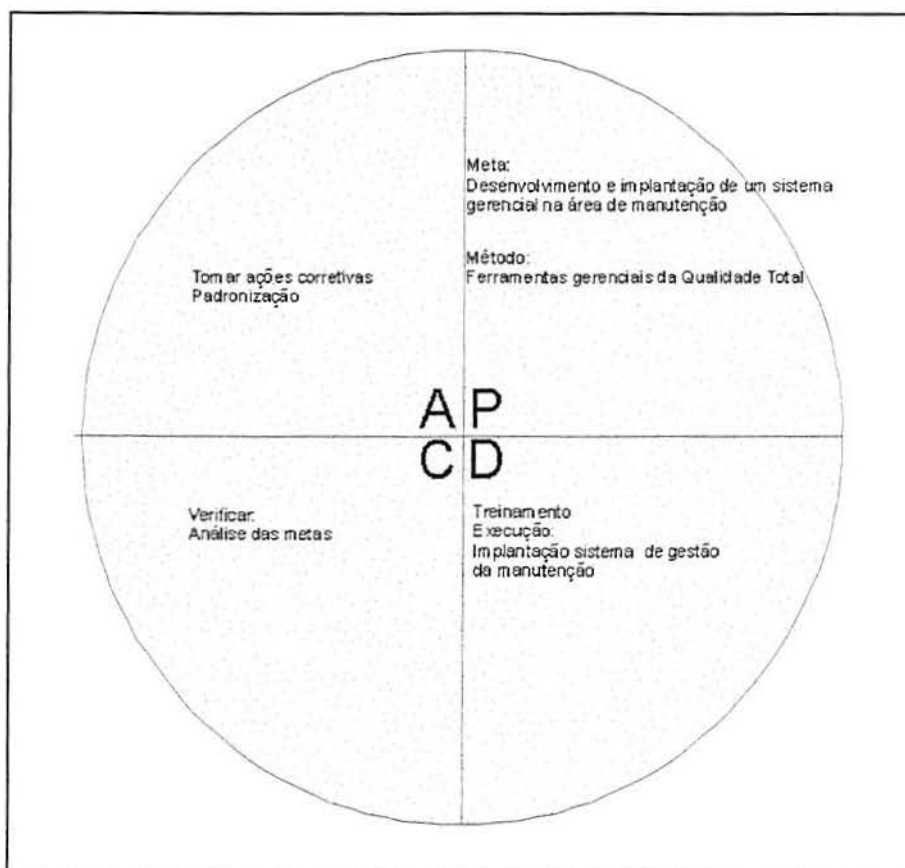 Meta:
Desenvolvimento e implantação de um sistema
gerencial na área de manutenção
Método:
Ferramentas gerenciais da Qualidade Total
Tomar ações corretivas
Padronização
A P
C D
Verificar:
Análise das metas
Treinamento
Execução:
Implantação sistema de gestão
da manutenção